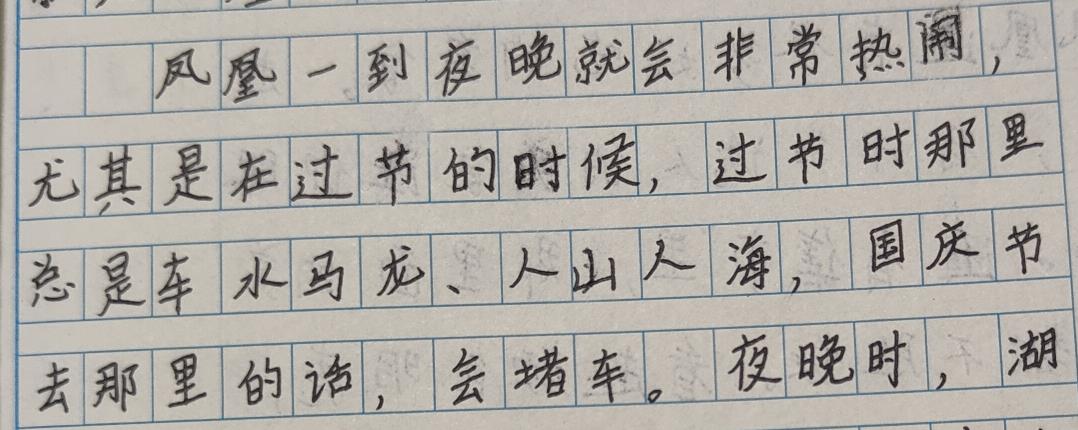 凤凰一到夜晚就会非常热闹，
尤其是在过节的时候，过节时那里
总是车水马龙、人山人海，国庆节
去那里的话，会堵车。夜晚时，湖